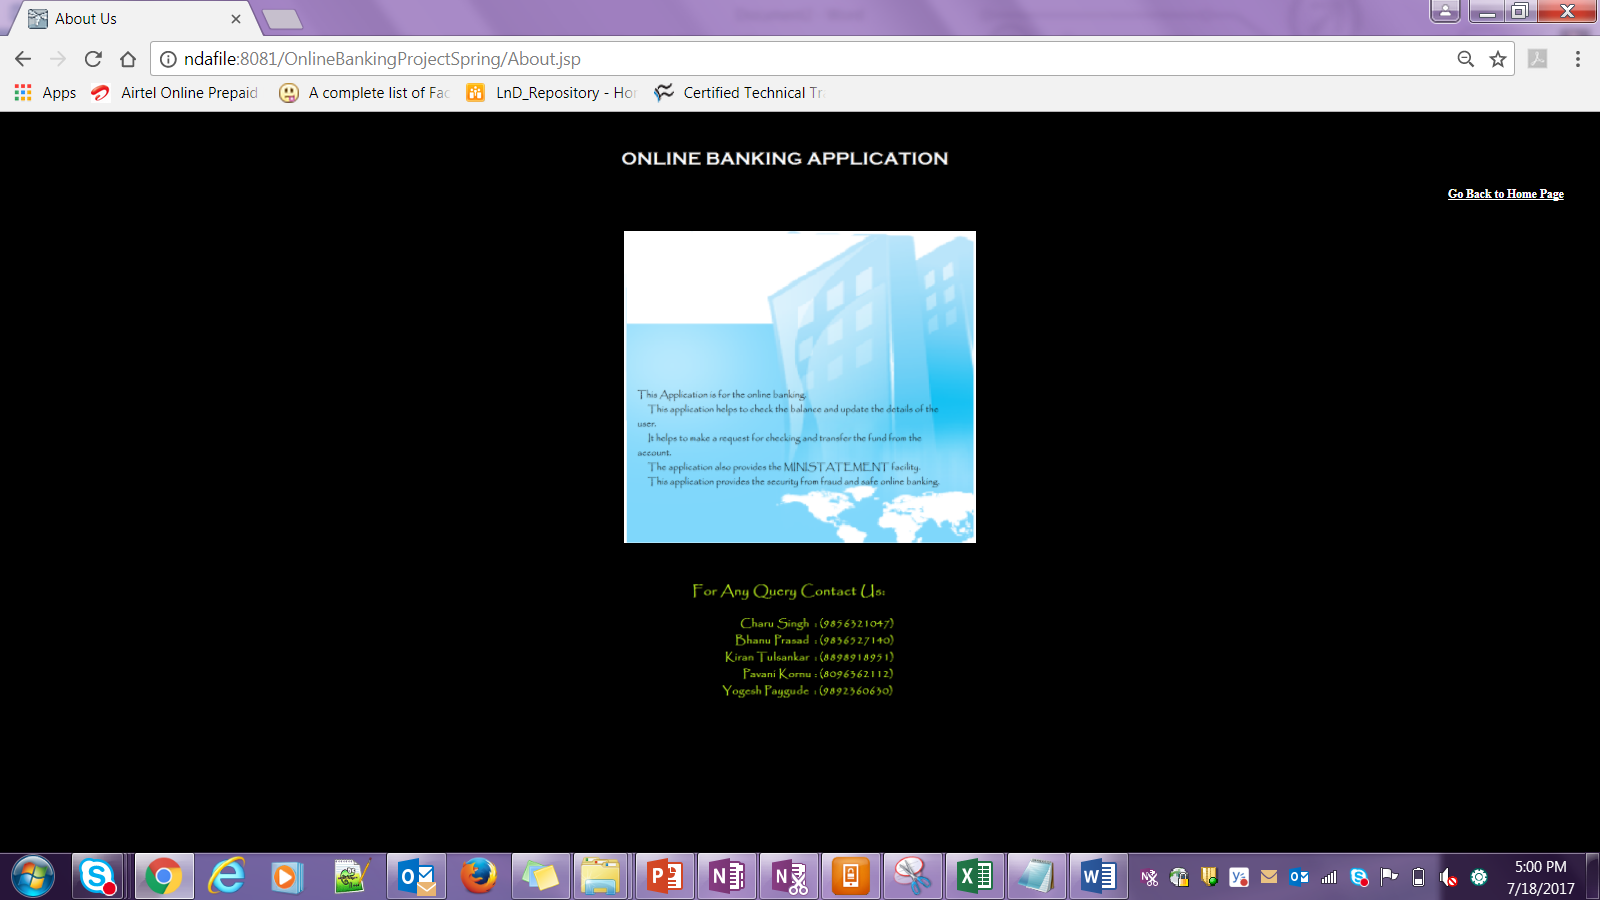 About Us
ndafile:8081/OnlineBankingProjectSpring/About.jsp
Apps Airtel Online Prepaid A complete list of Fac LnD_Repository - Hor Certified Technical Tr
ONLINE BANKING APPLICATION
Go Back to Home Page
This Application is for the online banking.
This application helps to check the balance and update the details of the
user.
It helps to make a request for checking and transfer the fund from the
account.
The application also provides the MINISTATEMENT facility.
This application provides the security from fraud and safe online banking.
For Any Query Contact Us:
Charu Singh : (9856321047)
Bhanu Prasad : (9836527140)
Kiran Tulsankar : (8898918951)
Pavani Kornu : (8096362112)
Yogesh Paygude : (9892360630)
5:00 PM
7/18/2017